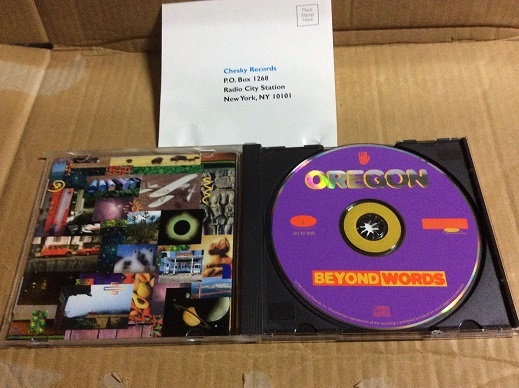 Place
Stamp
Here
Chesky Records
P.O. Box 1268
Radio City Station
New York, NY 10101
OREGON
BEYOND WORDS